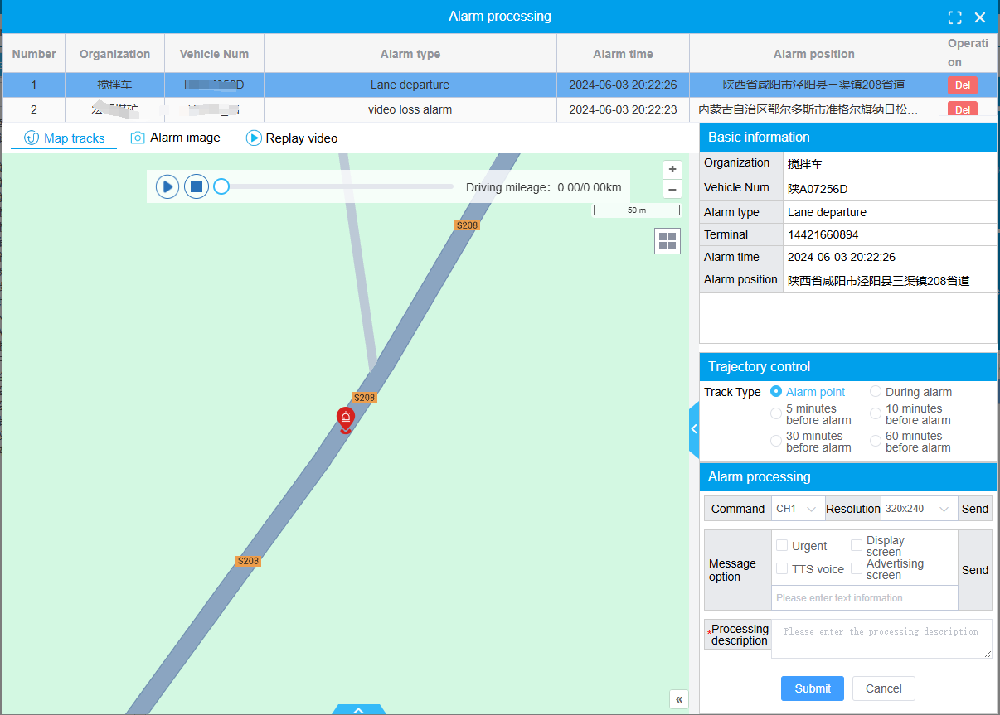 Alarm processing
Number Organization Vehicle Num Alarm type Alarm time Alarm position Operati
on
1 搅拌车 D Lane departure 2024-06-03 20:22:26 陕西省咸阳市泾阳县三渠镇208省道 Del
2 video loss alarm 2024-06-03 20:22:23 内蒙古自治区鄂尔多斯市准格尔旗纳日松… Del
Map tracks Alarm image Replay video
Driving mileage: 0.00/0.00km
+
−
50 m
S208
S208
S208
«
Basic information
Organization 搅拌车
Vehicle Num 陕A07256D
Alarm type Lane departure
Terminal 14421660894
Alarm time 2024-06-03 20:22:26
Alarm position 陕西省咸阳市泾阳县三渠镇208省道
Trajectory control
Track Type Alarm point During alarm
5 minutes
before alarm
10 minutes
before alarm
30 minutes
before alarm
60 minutes
before alarm
Alarm processing
Command CH1 Resolution 320x240 Send
Message
option
Urgent
Display
screen
TTS voice
Advertising
screen
Send
Please enter text information
*Processing
description
Please enter the processing description
Submit Cancel